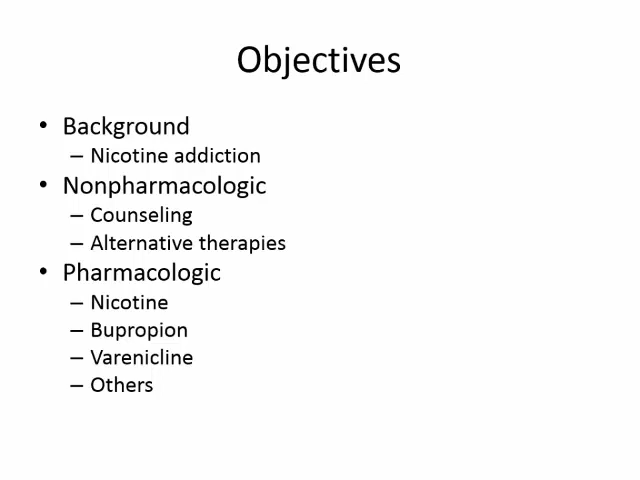 Objectives
• Background
– Nicotine addiction
• Nonpharmacologic
– Counseling
– Alternative therapies
• Pharmacologic
– Nicotine
– Bupropion
– Varenicline
– Others